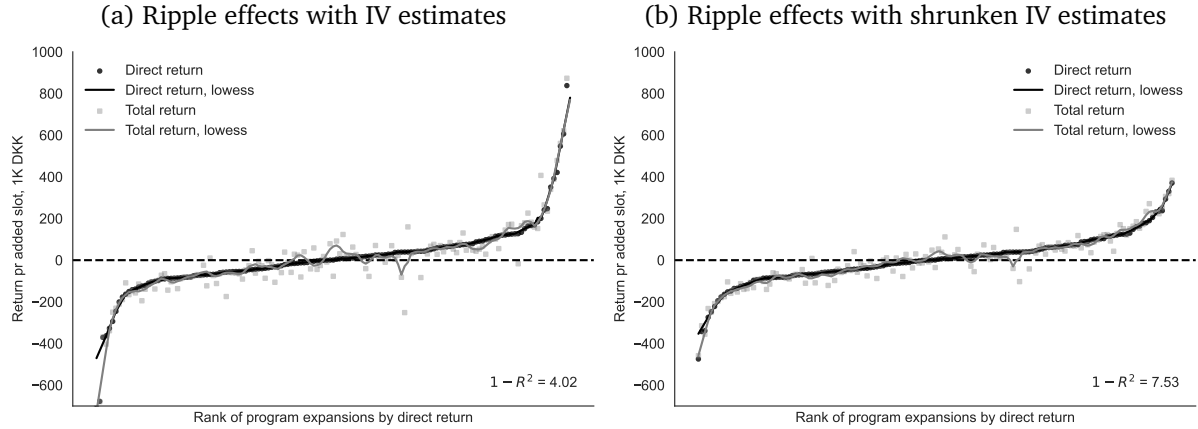 (a) Ripple effects with IV estimates
1000
800
600
400
200
0
−200
−400
−600
Return pr added slot, 1K DKK
Direct return
Direct return, lowess
Total return
Total return, lowess
1 − R² = 4.02
Rank of program expansions by direct return
(b) Ripple effects with shrunken IV estimates
1000
800
600
400
200
0
−200
−400
−600
Return pr added slot, 1K DKK
Direct return
Direct return, lowess
Total return
Total return, lowess
1 − R² = 7.53
Rank of program expansions by direct return